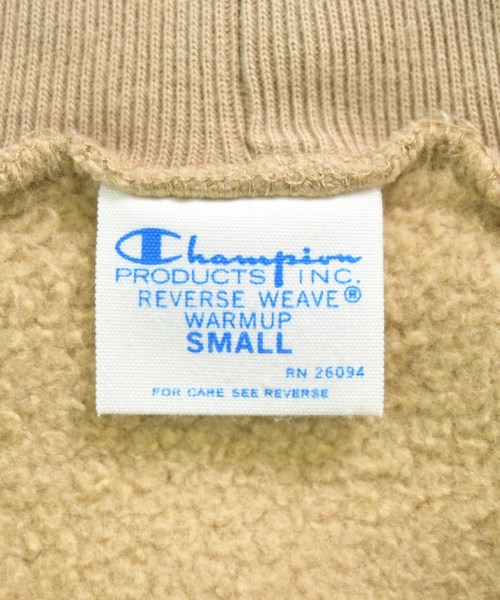 Champion
PRODUCTS INC.
REVERSE WEAVE®
WARMUP
SMALL
RN 26094
FOR CARE SEE REVERSE